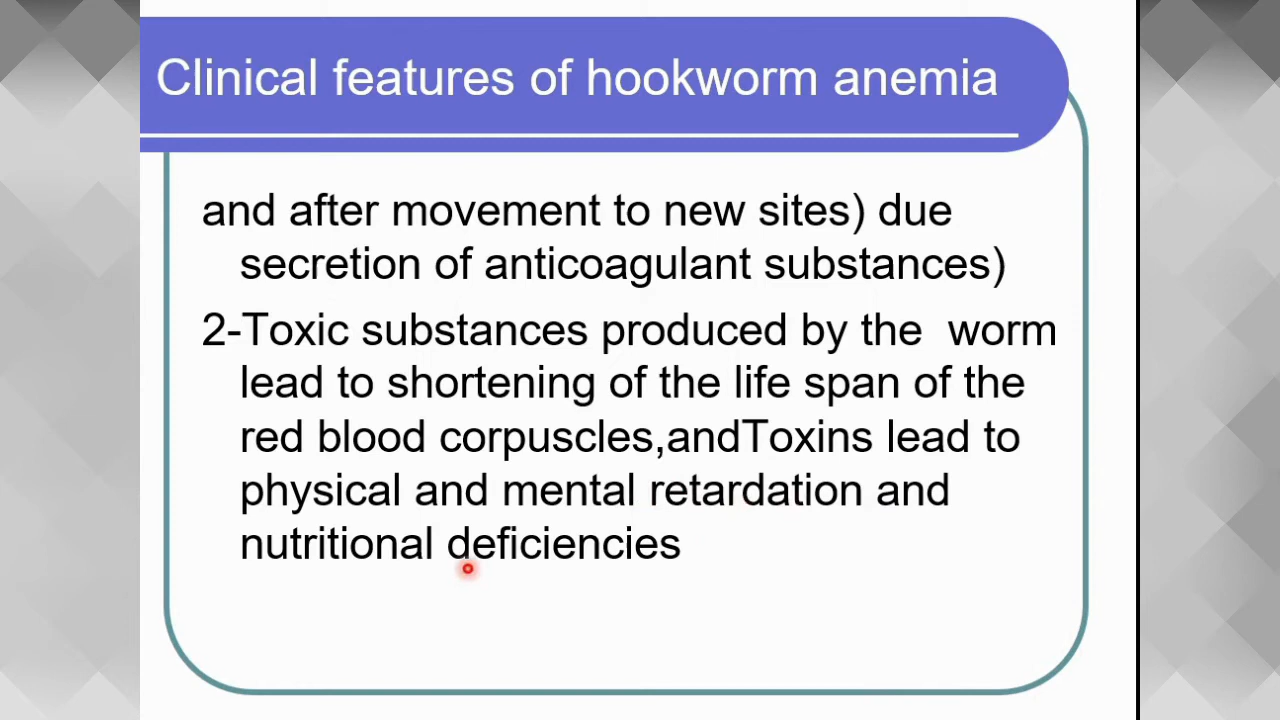 Clinical features of hookworm anemia
and after movement to new sites) due
secretion of anticoagulant substances)
2-Toxic substances produced by the  worm
lead to shortening of the life span of the
red blood corpuscles,andToxins lead to
physical and mental retardation and
nutritional deficiencies